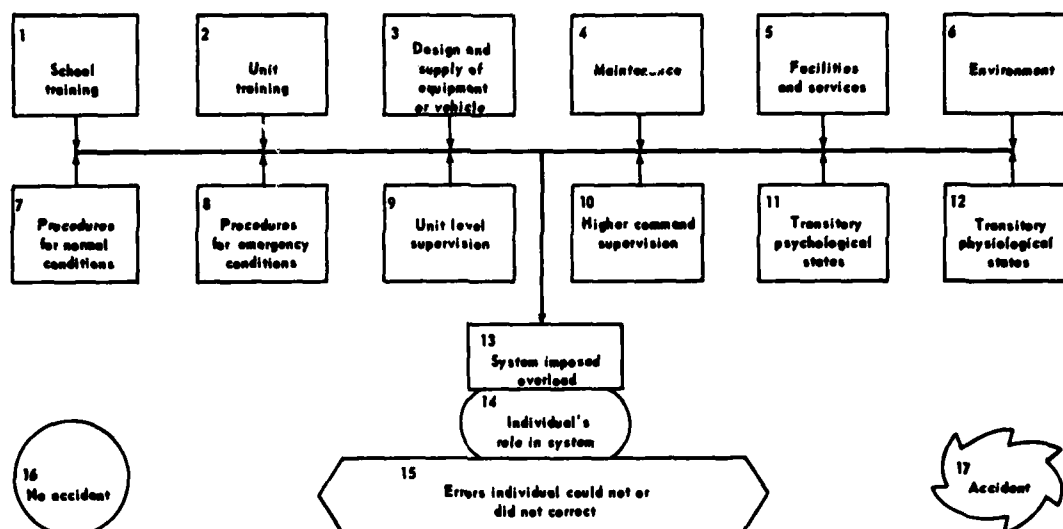 1
School
training
2
Unit
training
3
Design and
supply of
equipment
or vehicle
4
Maintenance
5
Facilities
and services
6
Environment
7
Procedures
for normal
conditions
8
Procedures
for emergency
conditions
9
Unit level
supervision
10
Higher command
supervision
11
Transitory
psychological
states
12
Transitory
physiological
states
13
System imposed
overload
14
Individual's
role in system
15
Errors individual could not or
did not correct
16
No accident
17
Accident